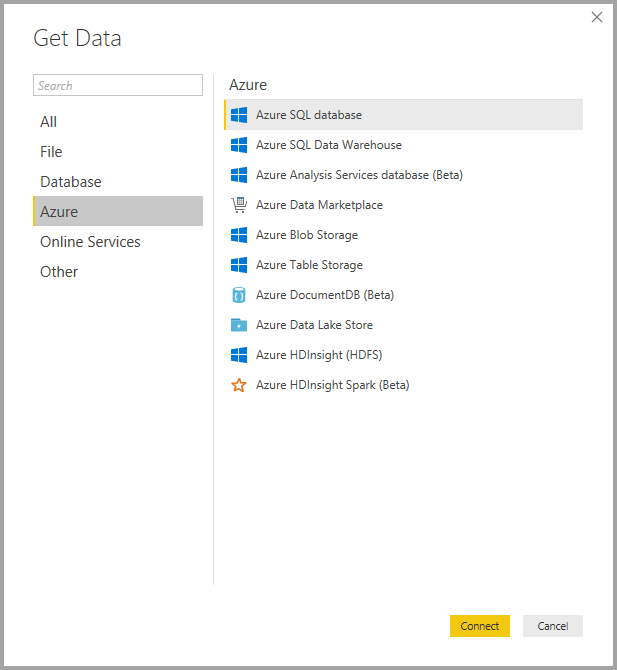 Get Data
Search
All
File
Database
Azure
Online Services
Other
Azure
Azure SQL database
Azure SQL Data Warehouse
Azure Analysis Services database (Beta)
Azure Data Marketplace
Azure Blob Storage
Azure Table Storage
Azure DocumentDB (Beta)
Azure Data Lake Store
Azure HDInsight (HDFS)
Azure HDInsight Spark (Beta)
Connect
Cancel